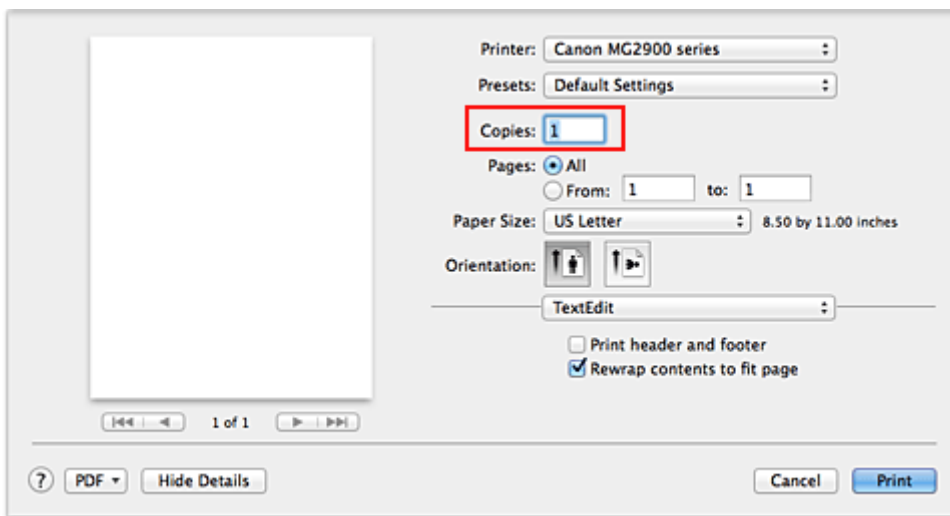 Printer: Canon MG2900 series
Presets: Default Settings
Copies: 1
Pages: All
From: 1 to: 1
Paper Size: US Letter 8.50 by 11.00 inches
Orientation:
TextEdit
Print header and footer
Rewrap contents to fit page
1 of 1
? PDF Hide Details Cancel Print